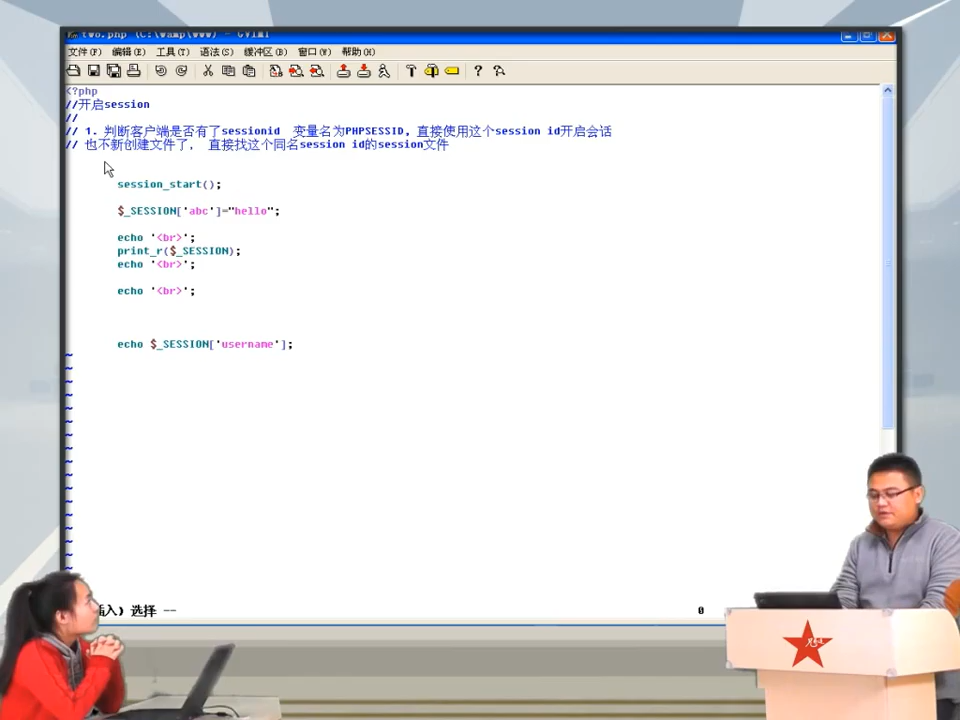 two.php (C:\wamp\www) - GVIM1
文件(F) 编辑(E) 工具(T) 语法(S) 缓冲区(B) 窗口(W) 帮助(H)
<?php
//开启session
//
// 1. 判断客户端是否有了sessionid 变量名为PHPSESSID, 直接使用这个session id开启会话
// 也不新创建文件了, 直接找这个同名session id的session文件
session_start();
$_SESSION['abc']="hello";
echo '<br>';
print_r($_SESSION);
echo '<br>';
echo '<br>';
echo $_SESSION['username'];
插入) 选择 --
0